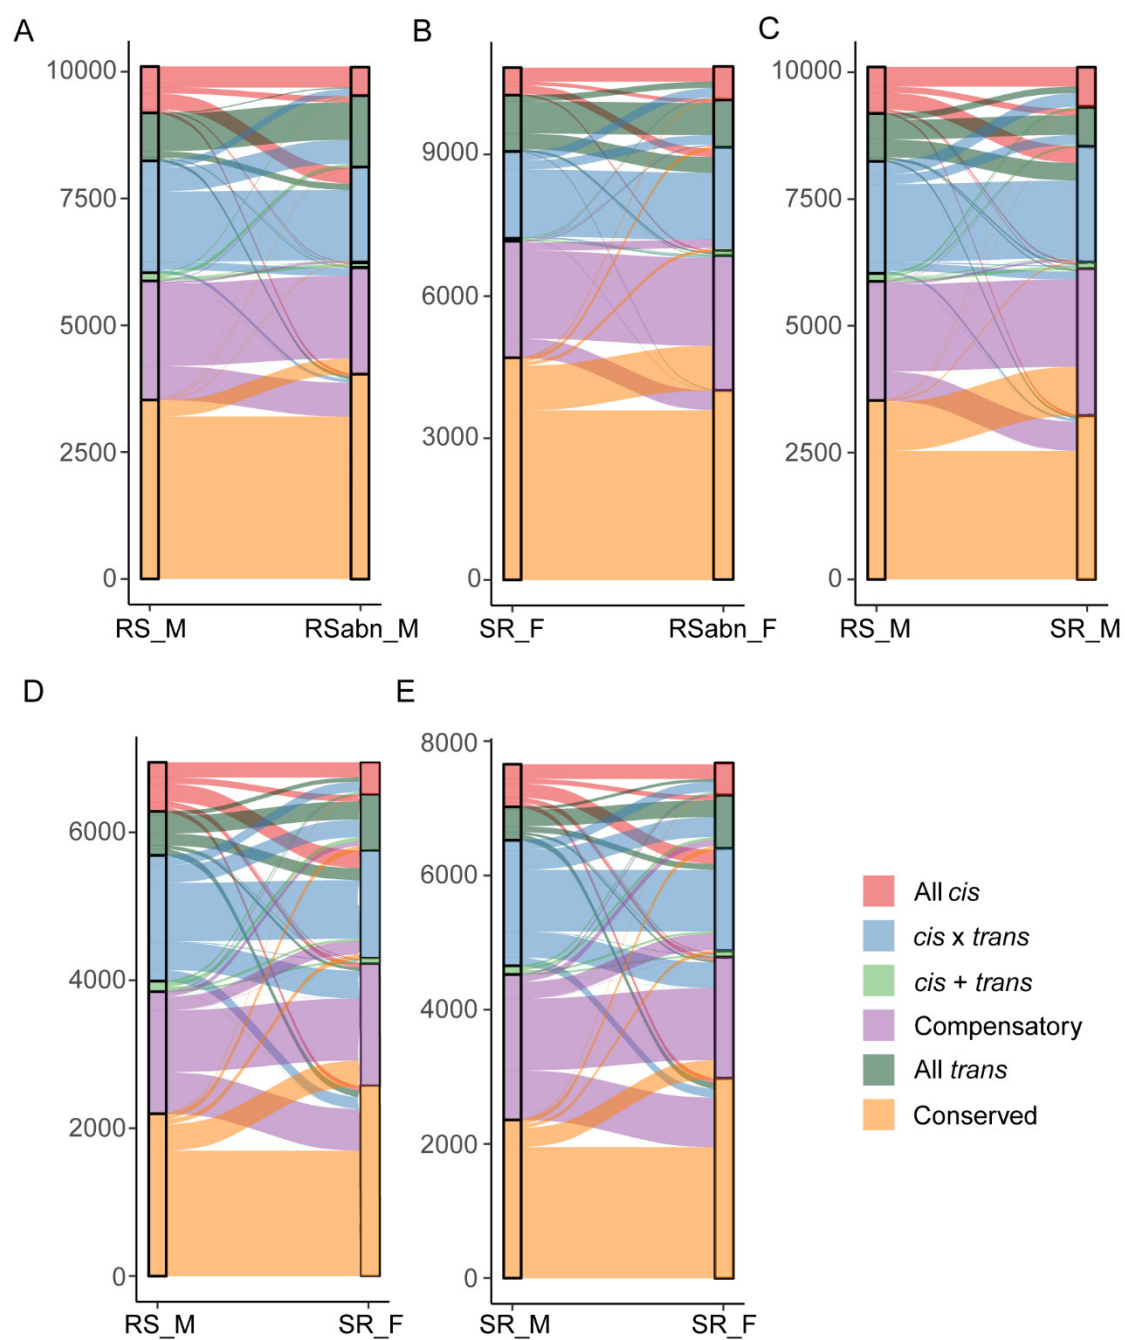 A
10000
7500
5000
2500
0
RS_M RSabn_M
B
9000
6000
3000
0
SR_F RSabn_F
C
10000
7500
5000
2500
0
RS_M SR_M
D
6000
4000
2000
0
RS_M SR_F
E
8000
6000
4000
2000
0
SR_M SR_F
All cis
cis x trans
cis + trans
Compensatory
All trans
Conserved